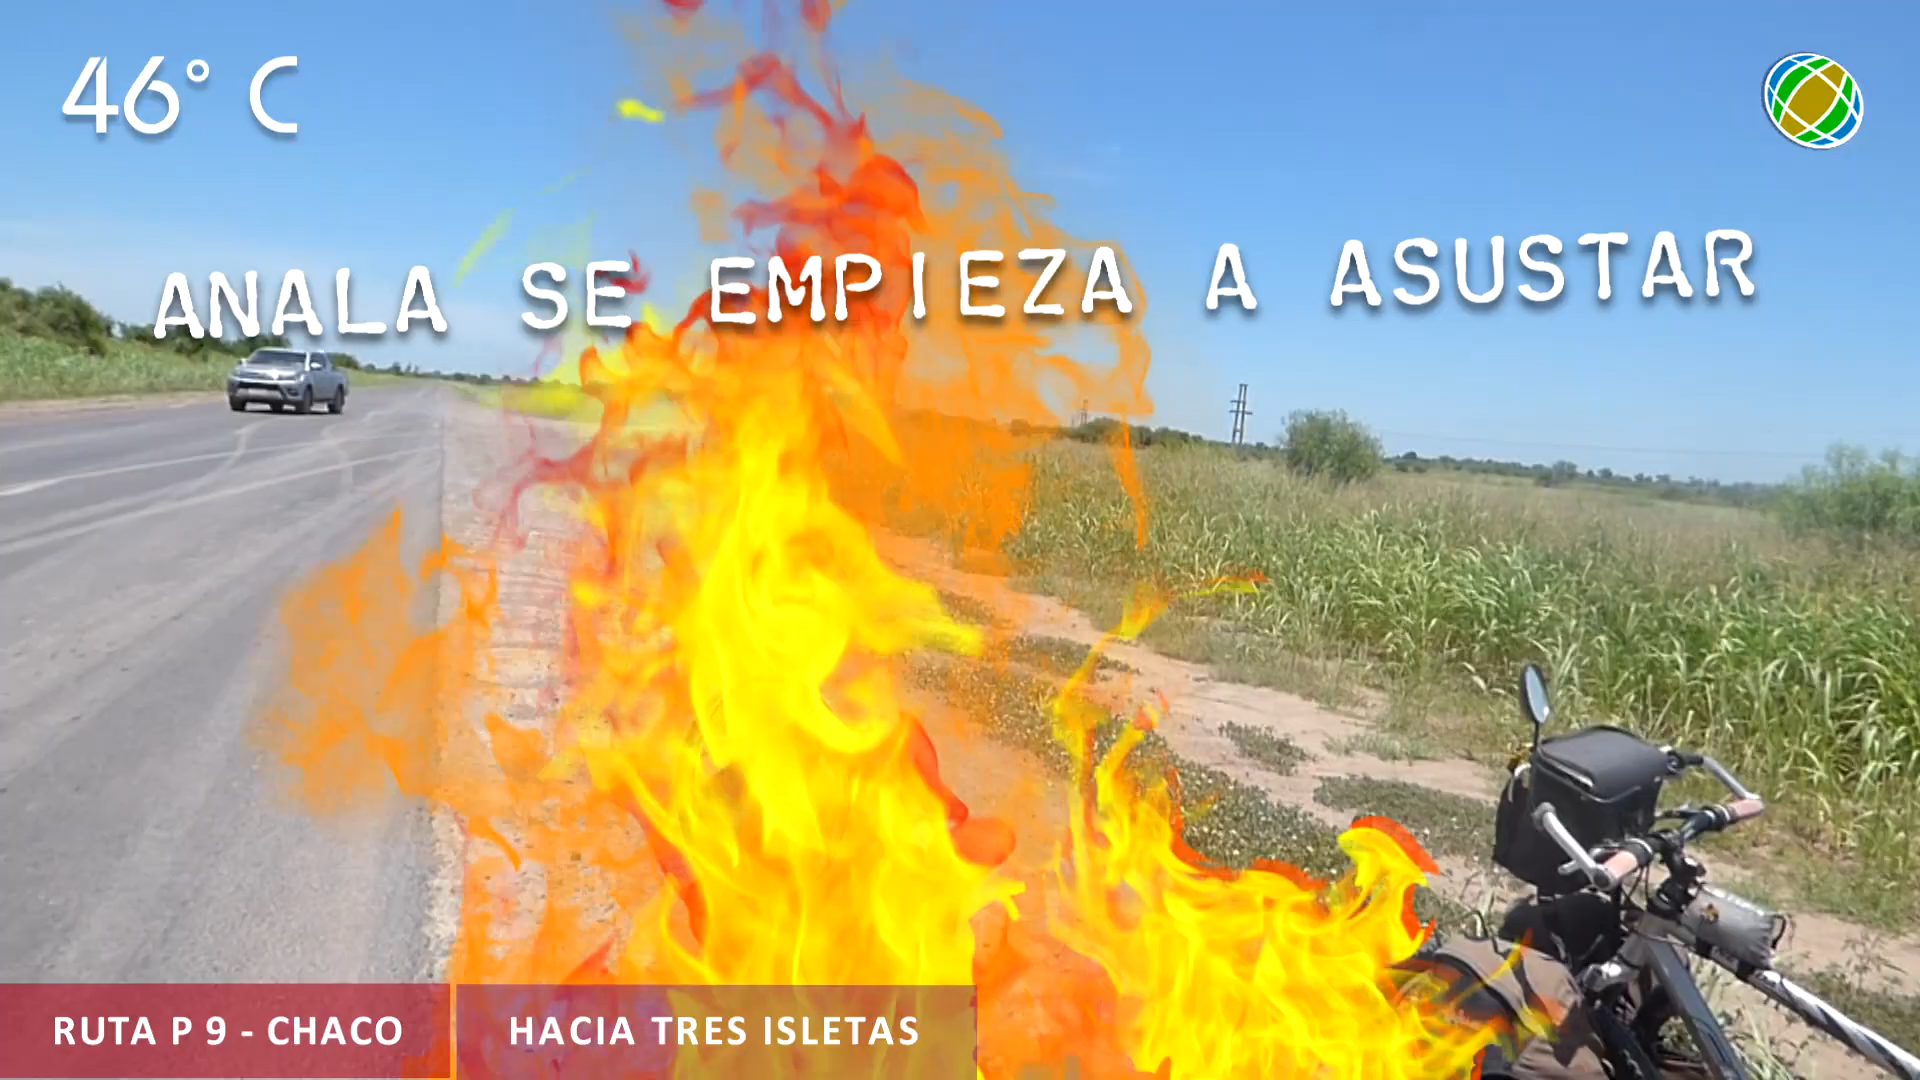 46° C
ANALA SE EMPIEZA A ASUSTAR
RUTA P 9 - CHACO
HACIA TRES ISLETAS